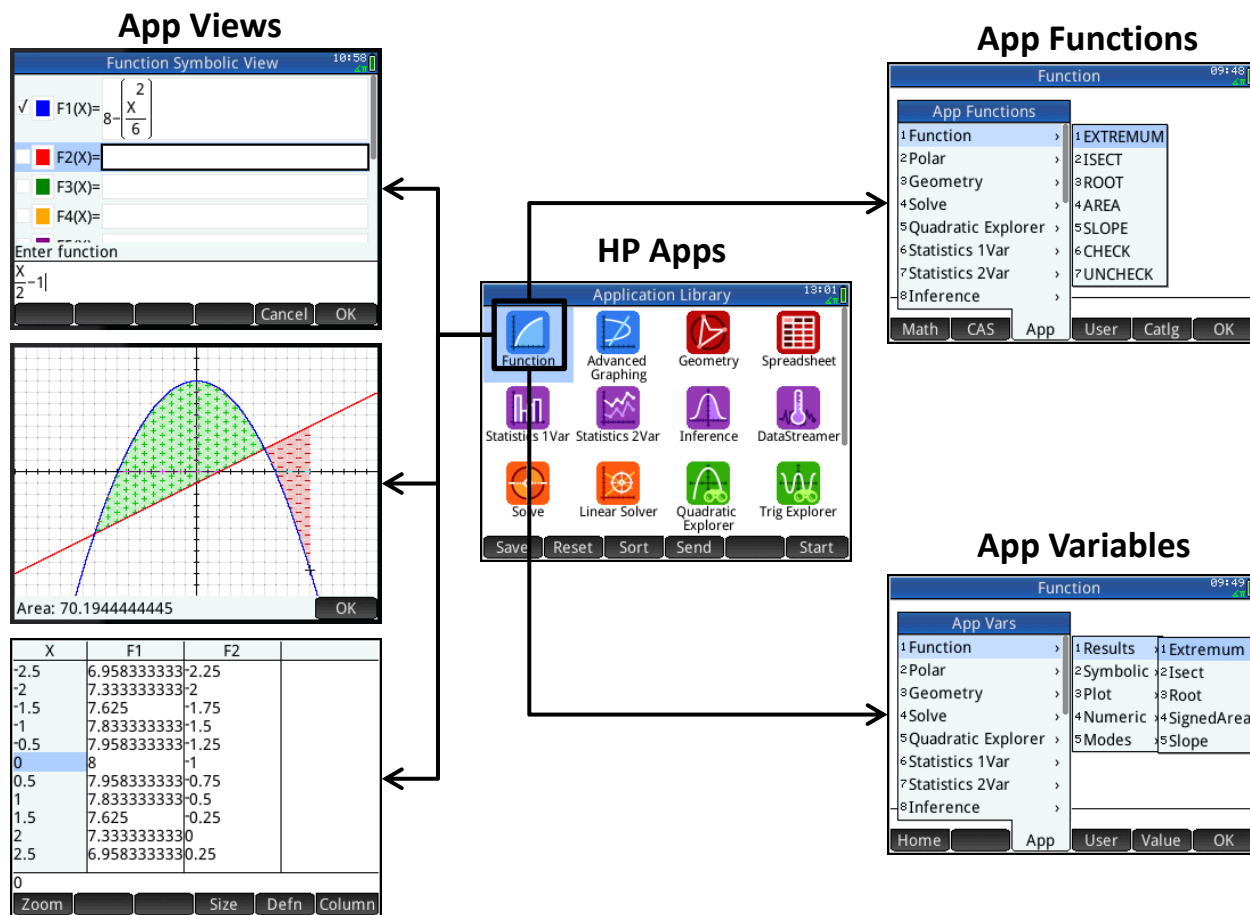 App Views
Function Symbolic View 10:58
∡π
√ F1(X)= 8-(X^2/6)
F2(X)=
F3(X)=
F4(X)=
Enter function
X/2-1
Cancel OK
Area: 70.1944444445 OK
X F1 F2
-2.5 6.958333333 -2.25
-2 7.333333333 -2
-1.5 7.625 -1.75
-1 7.833333333 -1.5
-0.5 7.958333333 -1.25
0 8 -1
0.5 7.958333333 -0.75
1 7.833333333 -0.5
1.5 7.625 -0.25
2 7.333333333 0
2.5 6.958333333 0.25
0
Zoom Size Defn Column
HP Apps
Application Library 13:01
∡π
Function Advanced Graphing Geometry Spreadsheet
Statistics 1Var Statistics 2Var Inference DataStreamer
Solve Linear Solver Quadratic Explorer Trig Explorer
Save Reset Sort Send Start
App Functions
Function 09:48
∡π
App Functions
1 Function › 1 EXTREMUM
2 Polar › 2 ISECT
3 Geometry › 3 ROOT
4 Solve › 4 AREA
5 Quadratic Explorer › 5 SLOPE
6 Statistics 1Var › 6 CHECK
7 Statistics 2Var › 7 UNCHECK
8 Inference ›
Math CAS App User Catlg OK
App Variables
Function 09:49
∡π
App Vars
1 Function › 1 Results › 1 Extremum
2 Polar › 2 Symbolic › 2 Isect
3 Geometry › 3 Plot › 3 Root
4 Solve › 4 Numeric › 4 SignedArea
5 Quadratic Explorer › 5 Modes › 5 Slope
6 Statistics 1Var ›
7 Statistics 2Var ›
8 Inference ›
Home App User Value OK